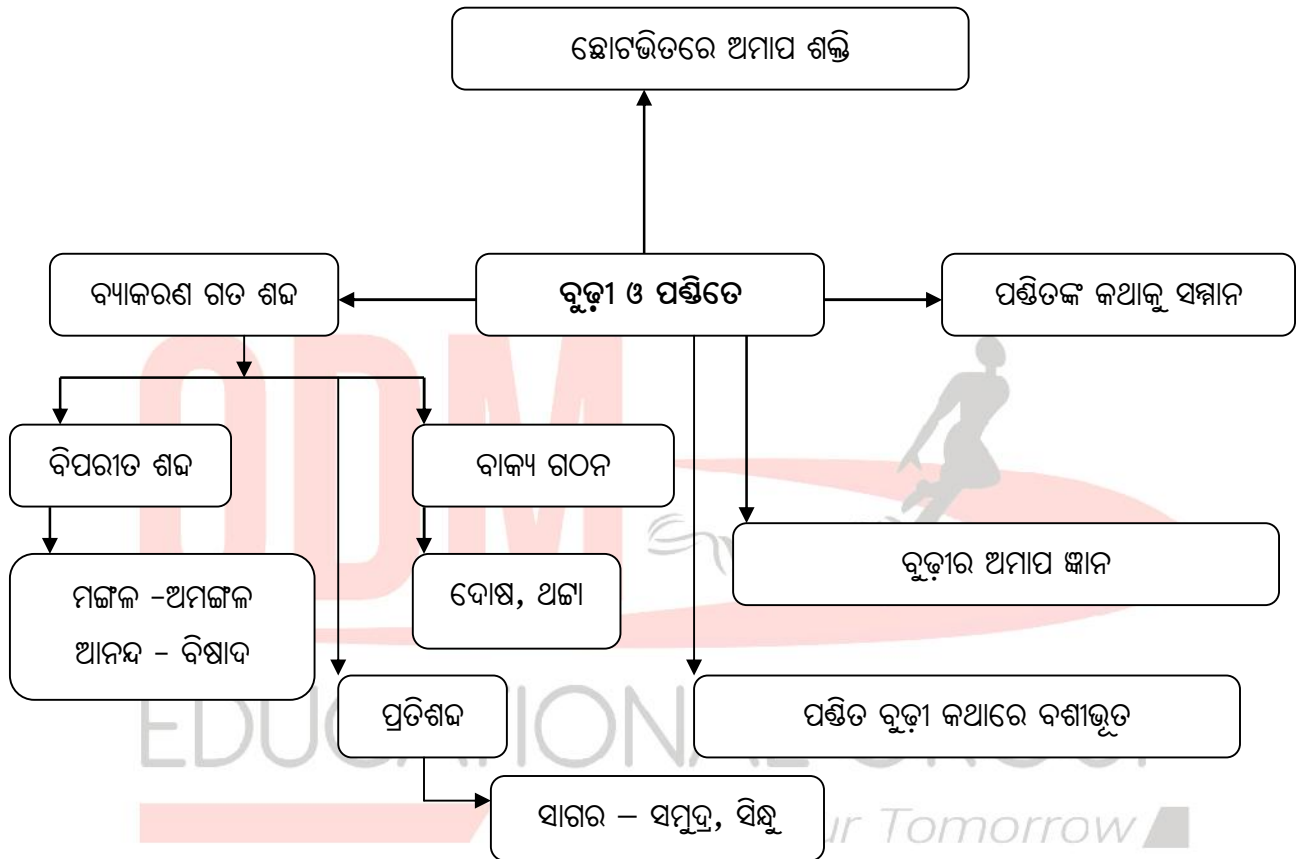 ଛୋଟଭିତରେ ଅମାପ ଶକ୍ତି
ବ୍ୟାକରଣ ଗତ ଶବ୍ଦ
ବୁଢ଼ୀ ଓ ପଣ୍ଡିତେ
ପଣ୍ଡିତଙ୍କ କଥାକୁ ସମ୍ମାନ
ODM
ବିପରୀତ ଶବ୍ଦ
ବାକ୍ୟ ଗଠନ
ମଙ୍ଗଳ -ଅମଙ୍ଗଳ
ଆନନ୍ଦ - ବିଷାଦ
ଦୋଷ, ଥଟ୍ଟା
ବୁଢ଼ୀର ଅମାପ ଜ୍ଞାନ
ପ୍ରତିଶବ୍ଦ
ପଣ୍ଡିତ ବୁଢ଼ୀ କଥାରେ ବଶୀଭୂତ
EDUCATIONAL GROUP
ସାଗର – ସମୁଦ୍ର, ସିନ୍ଧୁ
Tomorrow